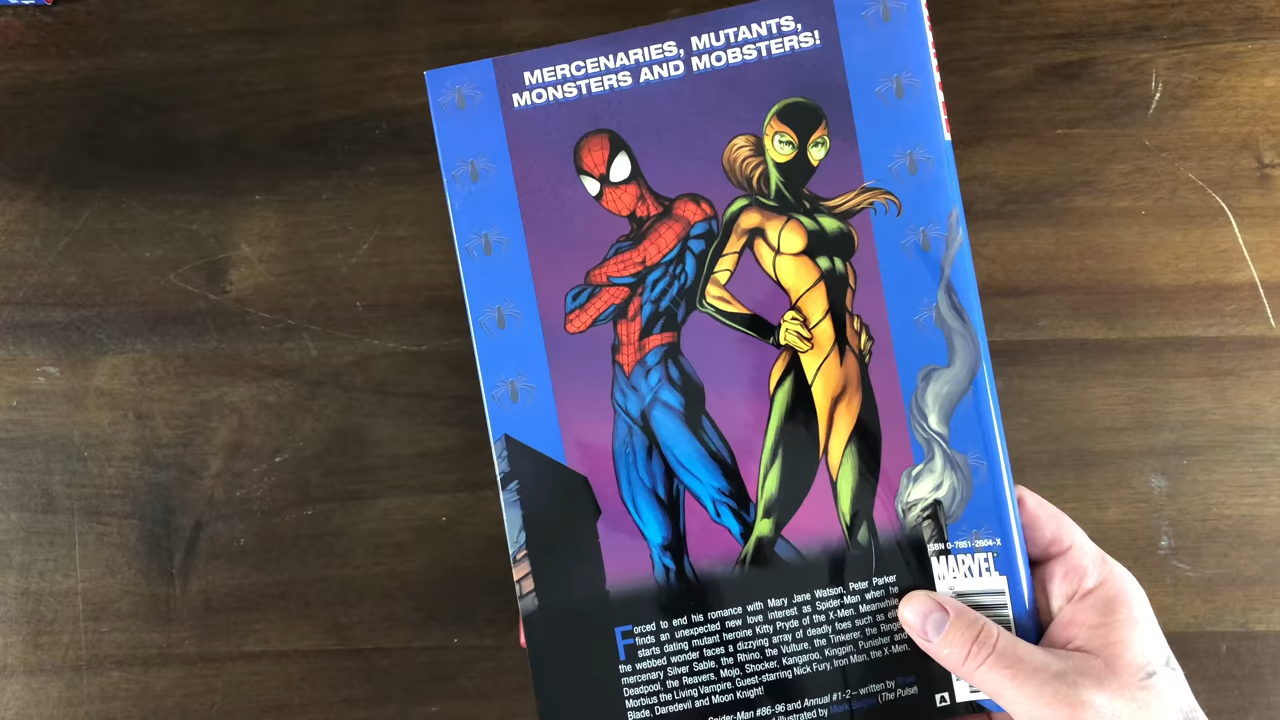 MERCENARIES, MUTANTS,
MONSTERS AND MOBSTERS!
ISBN 0-7851-2604-X
MARVEL
Forced to end his romance with Mary Jane Watson, Peter Parker
finds an unexpected new love interest as Spider-Man when he
starts dating mutant heroine Kitty Pryde of the X-Men. Meanwhile
the webbed wonder faces a dizzying array of deadly foes such as
mercenary Silver Sable, the Rhino, the Vulture, the Tinkerer, the
Deadpool, the Reavers, Mojo, Shocker, Kangaroo, Kingpin, Punisher and
Morbius the Living Vampire. Guest-starring Nick Fury, Iron Man, the X-Men,
Blade, Daredevil and Moon Knight!
Spider-Man #86-96 and Annual #1-2 – written by
illustrated by Mark (The Pulse)
A